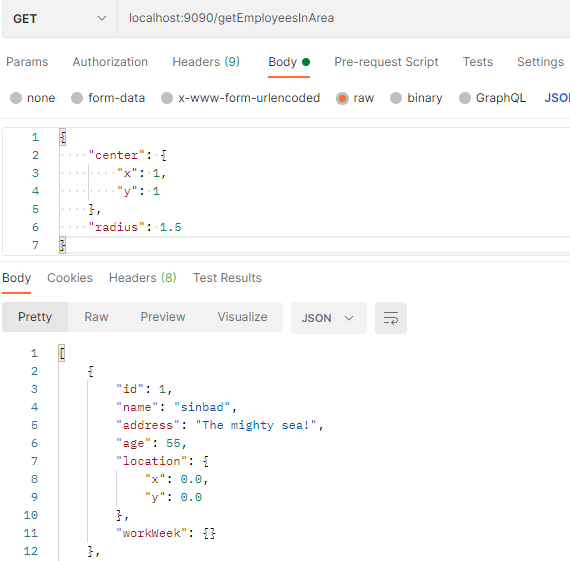 GET localhost:9090/getEmployeesInArea
Params Authorization Headers (9) Body Pre-request Script Tests Settings
none form-data x-www-form-urlencoded raw binary GraphQL JSO
1 {
2 "center": {
3 "x": 1,
4 "y": 1
5 },
6 "radius": 1.5
7 }
Body Cookies Headers (8) Test Results
Pretty Raw Preview Visualize JSON
1 [
2 {
3 "id": 1,
4 "name": "sinbad",
5 "address": "The mighty sea!",
6 "age": 55,
7 "location": {
8 "x": 0.0,
9 "y": 0.0
10 },
11 "workWeek": {}
12 },